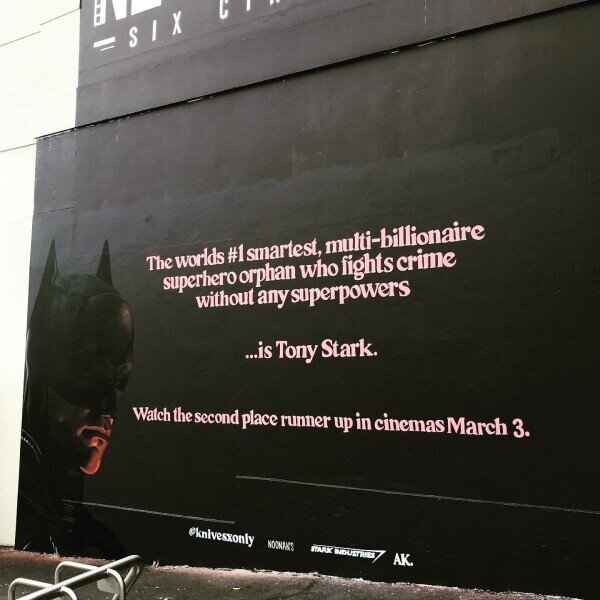 SIX
The worlds #1 smartest, multi-billionaire
superhero orphan who fights crime
without any superpowers
...is Tony Stark.
Watch the second place runner up in cinemas March 3.
@knivesxonly
NOONAN'S
STARK INDUSTRIES
AK.